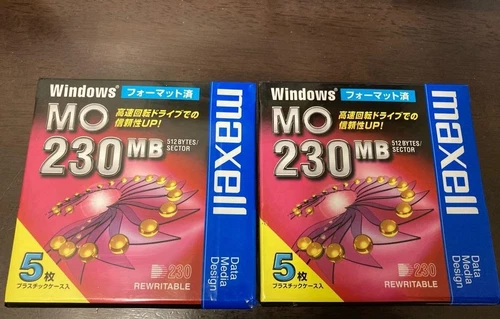 Windows® フォーマット済
MO 高速回転ドライブでの
信頼性UP!
230MB 512 BYTES/
SECTOR
maxell
Data
Media
Design
5枚
プラスチックケース入
230
REWRITABLE
Windows® フォーマット済
MO 高速回転ドライブでの
信頼性UP!
230MB 512 BYTES/
SECTOR
maxell
Data
Media
Design
5枚
プラスチックケース入
230
REWRITABLE